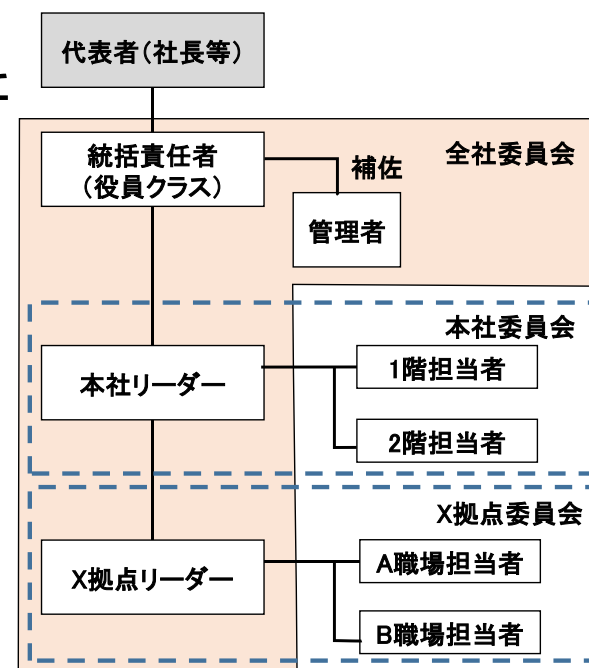 代表者（社長等）
統括責任者
（役員クラス）
補佐
全社委員会
管理者
本社委員会
本社リーダー
1階担当者
2階担当者
X拠点委員会
X拠点リーダー
A職場担当者
B職場担当者